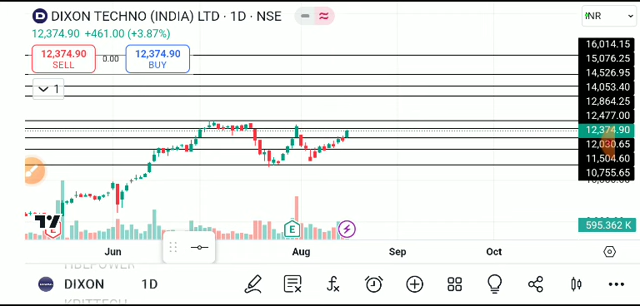 DIXON TECHNO (INDIA) LTD · 1D · NSE
INR
12,374.90 +461.00 (+3.87%)
12,374.90
SELL
0.00
12,374.90
BUY
1
16,014.15
15,076.25
14,526.95
14,053.40
12,864.25
12,477.00
12,374.90
12,030.65
11,504.60
10,755.65
595.362 K
E
E
Jun
Aug
Sep
Oct
DIXON
1D